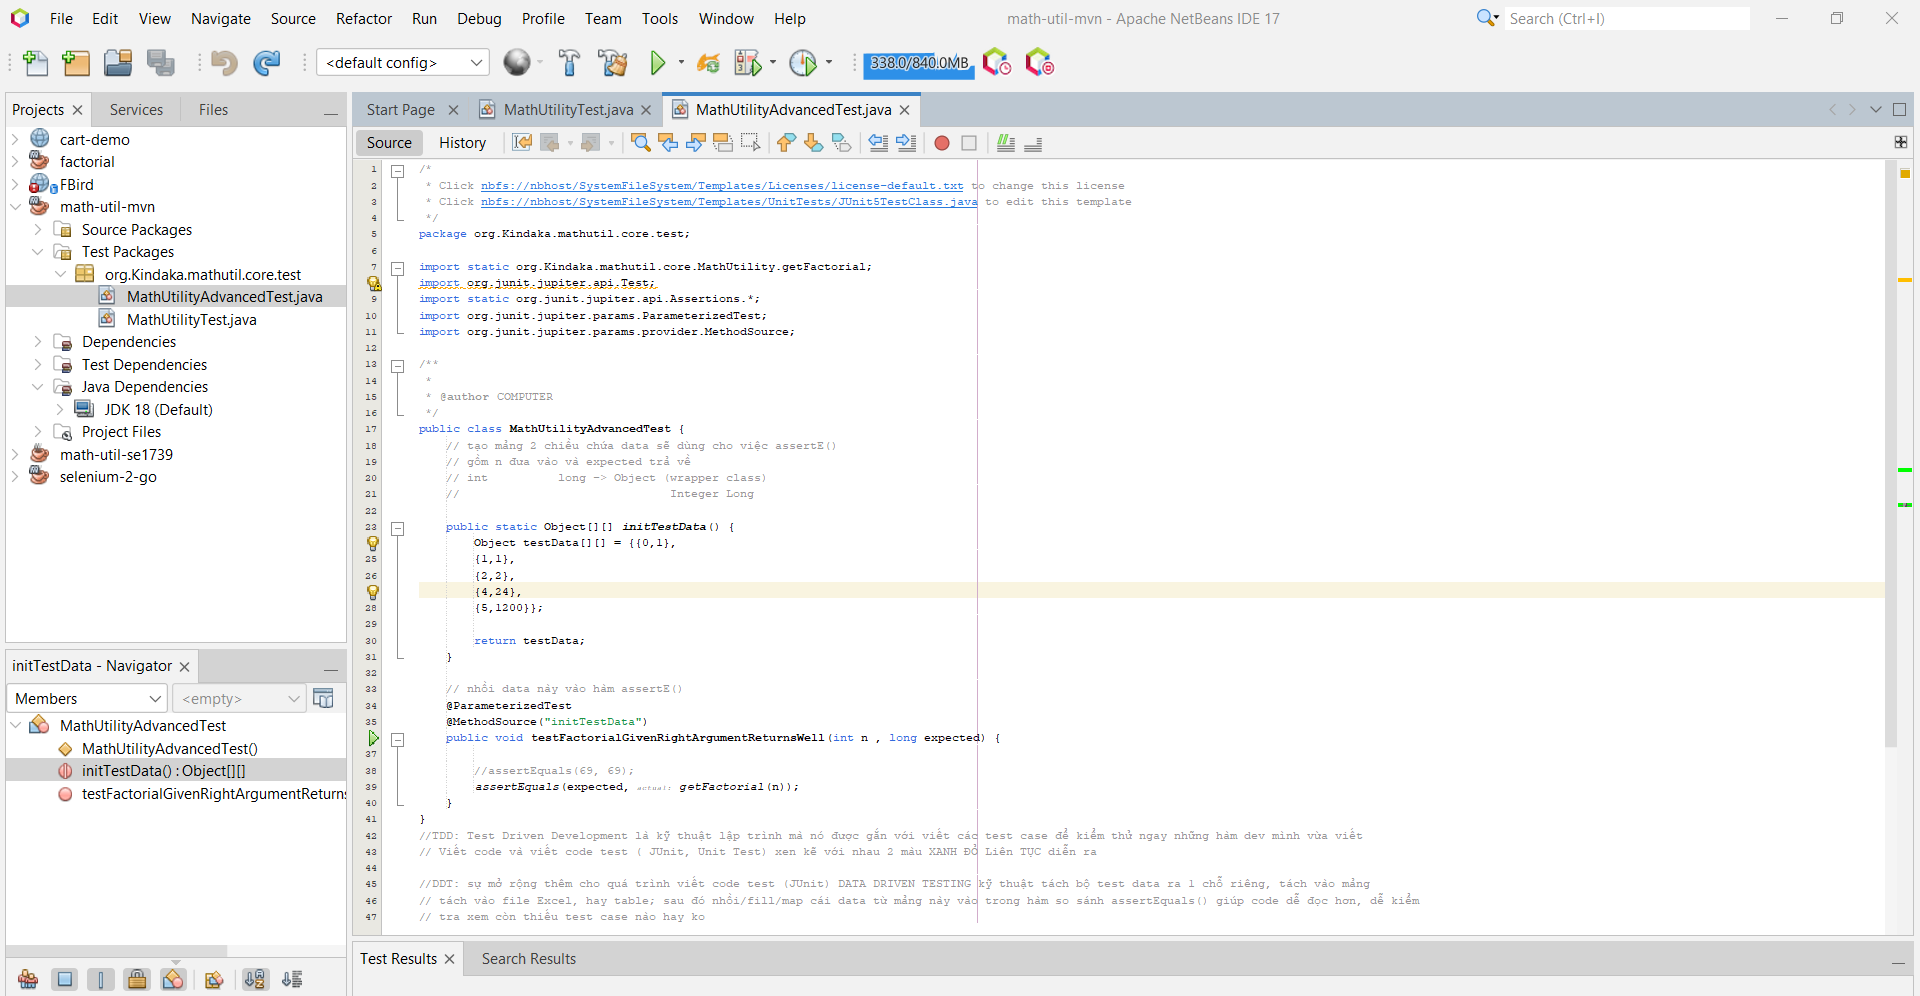 File Edit View Navigate Source Refactor Run Debug Profile Team Tools Window Help
math-util-mvn - Apache NetBeans IDE 17
Search (Ctrl+I)
<default config>
338.0/840.0MB
Projects Services Files
cart-demo
factorial
FBird
math-util-mvn
Source Packages
Test Packages
org.Kindaka.mathutil.core.test
MathUtilityAdvancedTest.java
MathUtilityTest.java
Dependencies
Test Dependencies
Java Dependencies
JDK 18 (Default)
Project Files
math-util-se1739
selenium-2-go
initTestData - Navigator
Members
<empty>
MathUtilityAdvancedTest
MathUtilityAdvancedTest()
initTestData() : Object[][]
testFactorialGivenRightArgumentReturns
Start Page MathUtilityTest.java MathUtilityAdvancedTest.java
Source History
1 /*
2 * Click nbfs://nbhost/SystemFileSystem/Templates/Licenses/license-default.txt to change this license
3 * Click nbfs://nbhost/SystemFileSystem/Templates/UnitTests/JUnit5TestClass.java to edit this template
4 */
5 package org.Kindaka.mathutil.core.test;
6
7 import static org.Kindaka.mathutil.core.MathUtility.getFactorial;
import org.junit.jupiter.api.Test;
9 import static org.junit.jupiter.api.Assertions.*;
10 import org.junit.jupiter.params.ParameterizedTest;
11 import org.junit.jupiter.params.provider.MethodSource;
12
13 /**
14 *
15 * @author COMPUTER
16 */
17 public class MathUtilityAdvancedTest {
18 // tạo mảng 2 chiều chứa data sẽ dùng cho việc assertE()
19 // gồm n đưa vào và expected trả về
20 // int long -> Object (wrapper class)
21 // Integer Long
22
23 public static Object[][] initTestData() {
Object testData[][] = {{0,1},
25 {1,1},
26 {2,2},
{4,24},
28 {5,1200}};
29
30 return testData;
31 }
32
33 // nhồi data này vào hàm assertE()
34 @ParameterizedTest
35 @MethodSource("initTestData")
public void testFactorialGivenRightArgumentReturnsWell(int n , long expected) {
37
38 //assertEquals(69, 69);
39 assertEquals(expected, actual: getFactorial(n));
40 }
41 }
42 //TDD: Test Driven Development là kỹ thuật lập trình mà nó được gắn với viết các test case để kiểm thử ngay những hàm dev mình vừa viết
43 // Viết code và viết code test ( JUnit, Unit Test) xen kẽ với nhau 2 màu XANH ĐỎ Liên TỤC diễn ra
44
45 //DDT: sự mở rộng thêm cho quá trình viết code test (JUnit) DATA DRIVEN TESTING kỹ thuật tách bộ test data ra 1 chỗ riêng, tách vào mảng
46 // tách vào file Excel, hay table; sau đó nhồi/fill/map cái data từ mảng này vào trong hàm so sánh assertEquals() giúp code dễ đọc hơn, dễ kiểm
47 // tra xem còn thiếu test case nào hay ko
Test Results Search Results